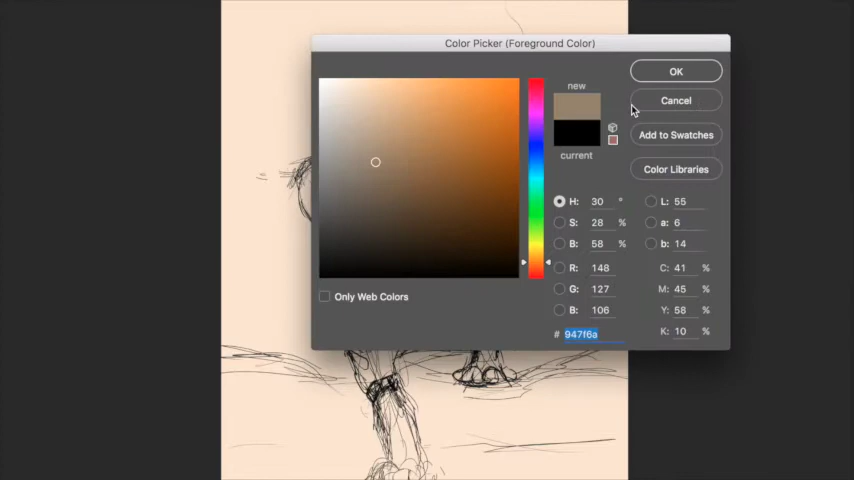 Color Picker (Foreground Color)
new
current
OK
Cancel
Add to Swatches
Color Libraries
H: 30 °
S: 28 %
B: 58 %
R: 148
G: 127
B: 106
# 947f6a
L: 55
a: 6
b: 14
C: 41 %
M: 45 %
Y: 58 %
K: 10 %
Only Web Colors